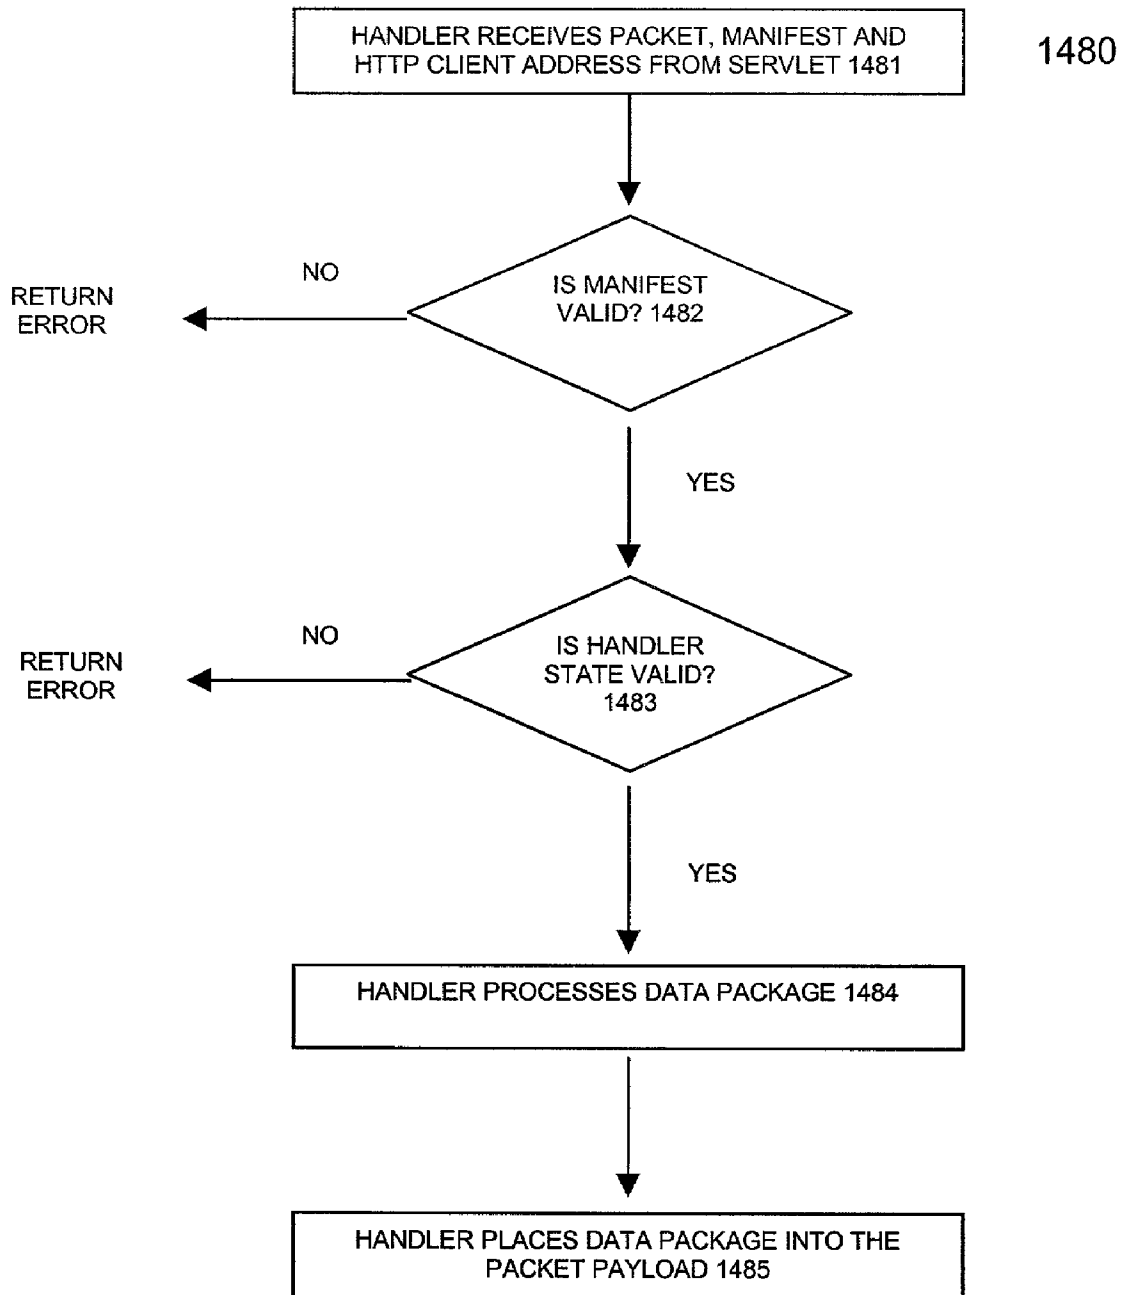 HANDLER RECEIVES PACKET, MANIFEST AND
HTTP CLIENT ADDRESS FROM SERVLET 1481
1480
IS MANIFEST
VALID? 1482
NO
RETURN
ERROR
YES
IS HANDLER
STATE VALID?
1483
NO
RETURN
ERROR
YES
HANDLER PROCESSES DATA PACKAGE 1484
HANDLER PLACES DATA PACKAGE INTO THE
PACKET PAYLOAD 1485